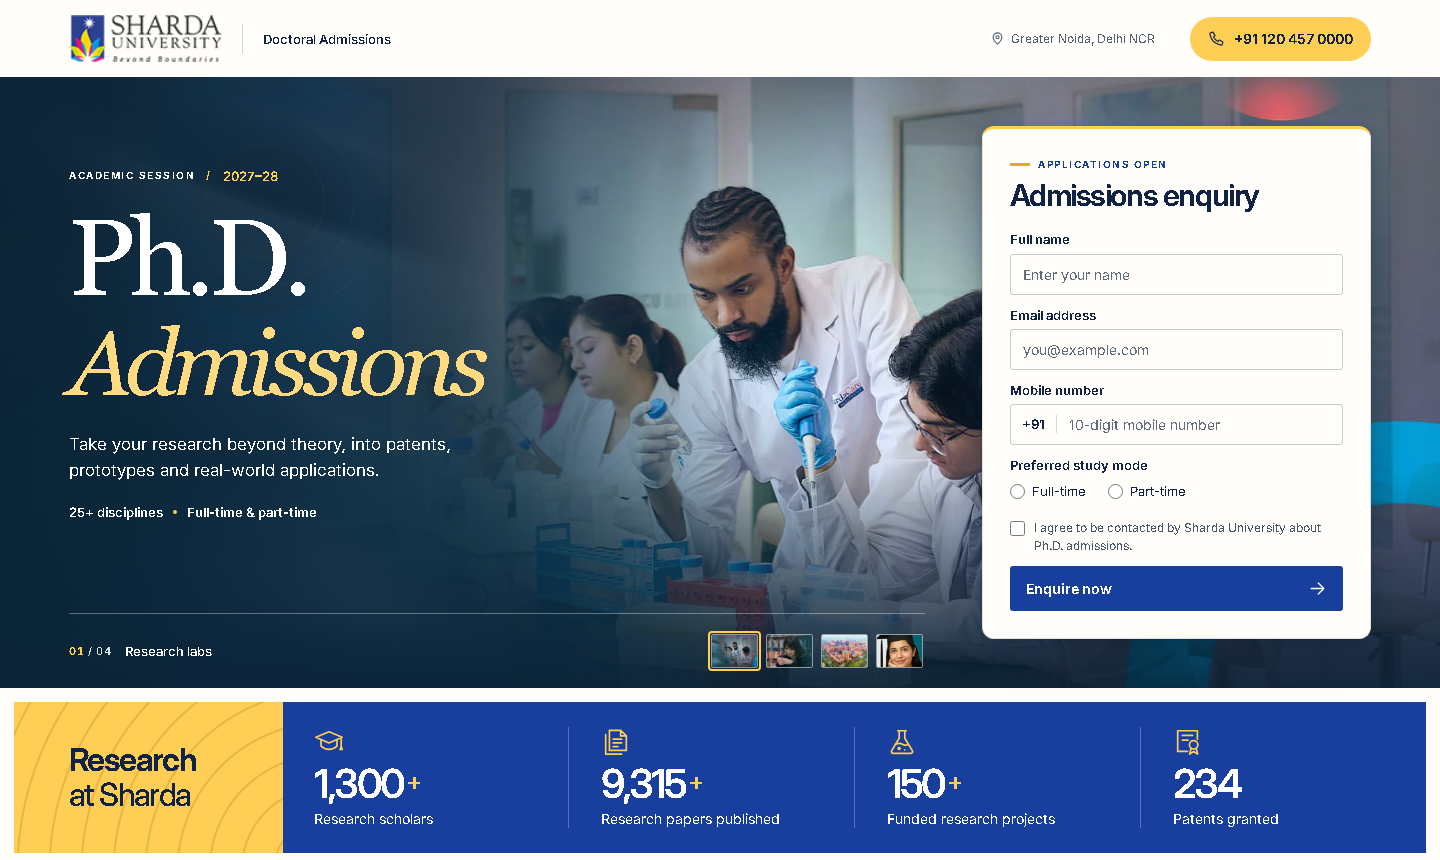 SHARDA
UNIVERSITY
Beyond Boundaries
Doctoral Admissions
Greater Noida, Delhi NCR
+91 120 457 0000
ACADEMIC SESSION / 2027–28
Ph.D.
Admissions
Take your research beyond theory, into patents,
prototypes and real-world applications.
25+ disciplines • Full-time & part-time
01 / 04 Research labs
APPLICATIONS OPEN
Admissions enquiry
Full name
Enter your name
Email address
you@example.com
Mobile number
+91 10-digit mobile number
Preferred study mode
Full-time Part-time
I agree to be contacted by Sharda University about
Ph.D. admissions.
Enquire now
Research
at Sharda
1,300+
Research scholars
9,315+
Research papers published
150+
Funded research projects
234
Patents granted